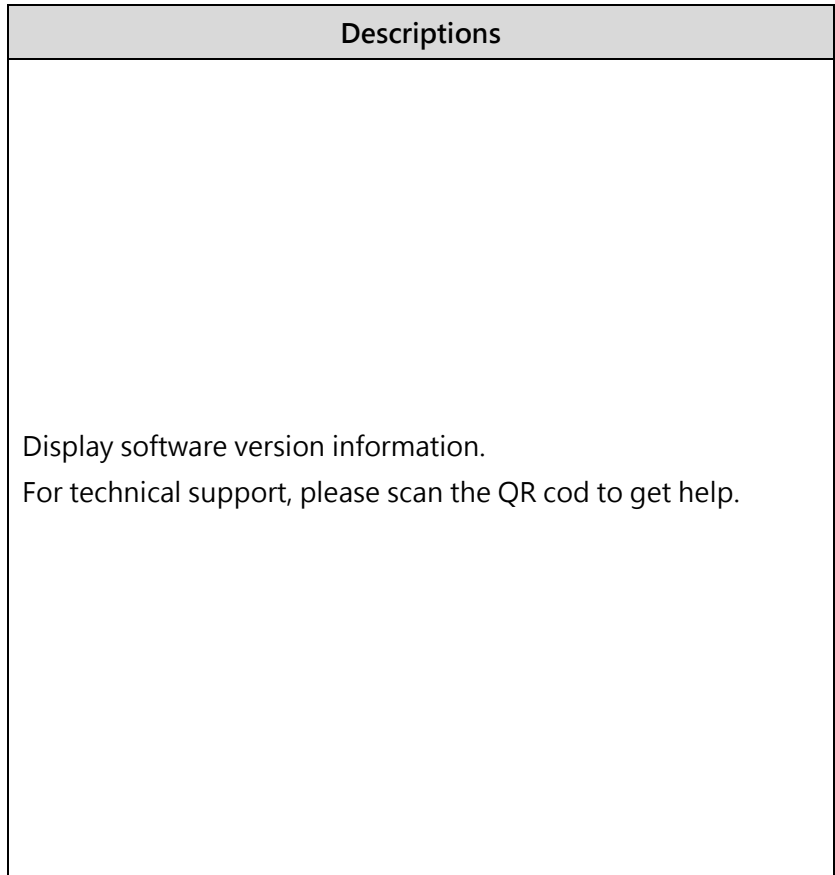 Descriptions
Display software version information.
For technical support, please scan the QR cod to get help.